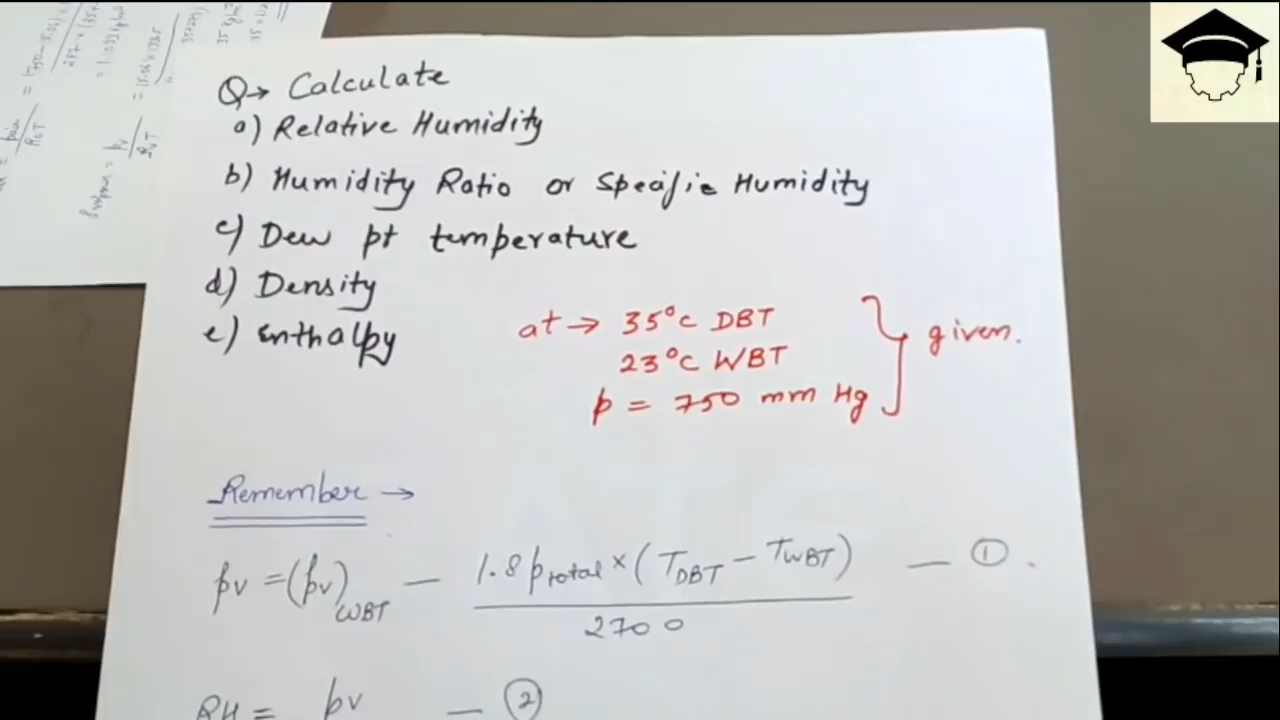 Q→ Calculate
a) Relative Humidity
b) Humidity Ratio or Specific Humidity
c) Dew pt temperature
d) Density
e) Enthalpy
at → 35°C DBT
23°C WBT
p = 750 mm Hg
} given.
Remember →
pv = (pv)WBT — 1.8 ptotal × (TDBT − TWBT) / 2700 — ①.
RH = pv — ②